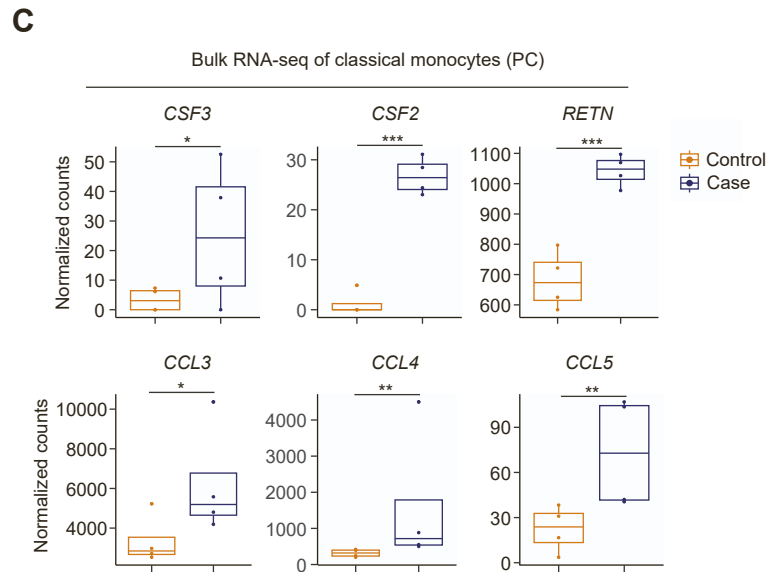 C
Bulk RNA-seq of classical monocytes (PC)
CSF3
CSF2
RETN
Normalized counts
*
50
40
30
20
10
0
***
30
20
10
0
***
1100
1000
900
800
700
600
Control
Case
CCL3
CCL4
CCL5
Normalized counts
*
10000
8000
6000
4000
**
4000
3000
2000
1000
0
**
90
60
30
0